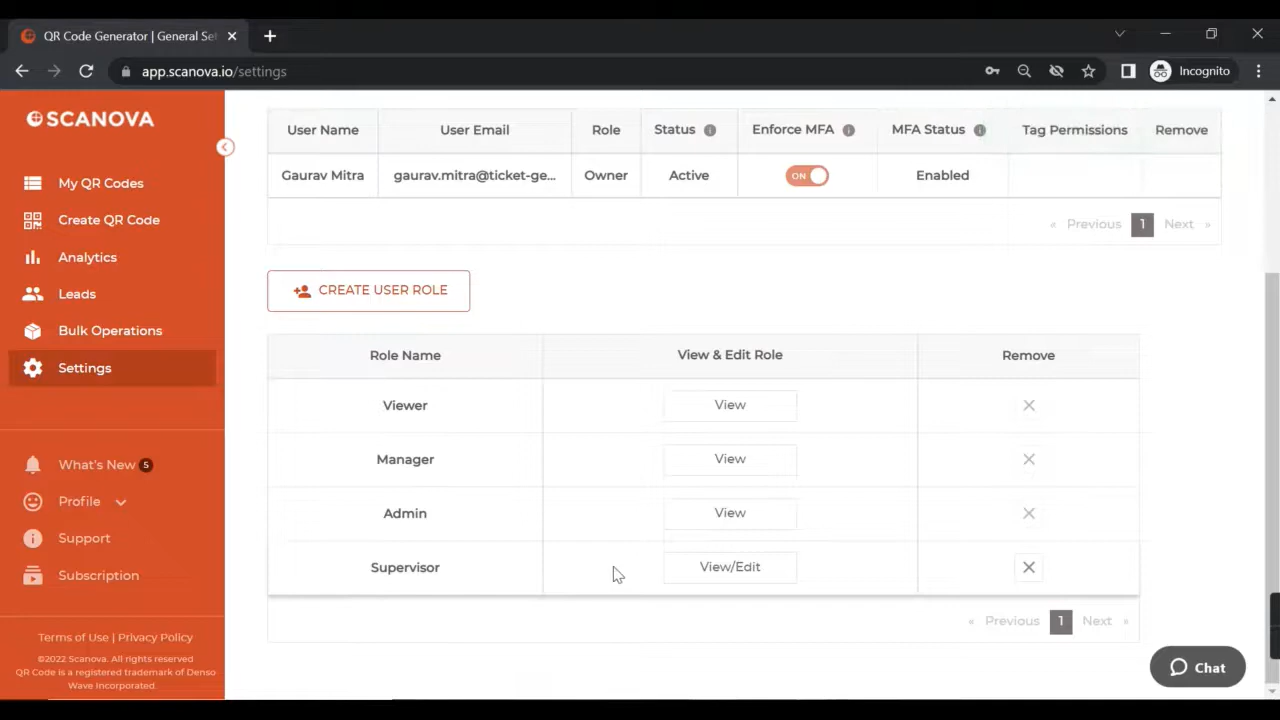 QR Code Generator | General Set
app.scanova.io/settings
Incognito
SCANOVA
My QR Codes
Create QR Code
Analytics
Leads
Bulk Operations
Settings
What's New 5
Profile
Support
Subscription
Terms of Use | Privacy Policy
©2022 Scanova. All rights reserved
QR Code is a registered trademark of Denso
Wave Incorporated.
User Name User Email Role Status Enforce MFA MFA Status Tag Permissions Remove
Gaurav Mitra gaurav.mitra@ticket-ge... Owner Active ON Enabled
« Previous 1 Next »
CREATE USER ROLE
Role Name View & Edit Role Remove
Viewer View
Manager View
Admin View
Supervisor View/Edit
« Previous 1 Next »
Chat